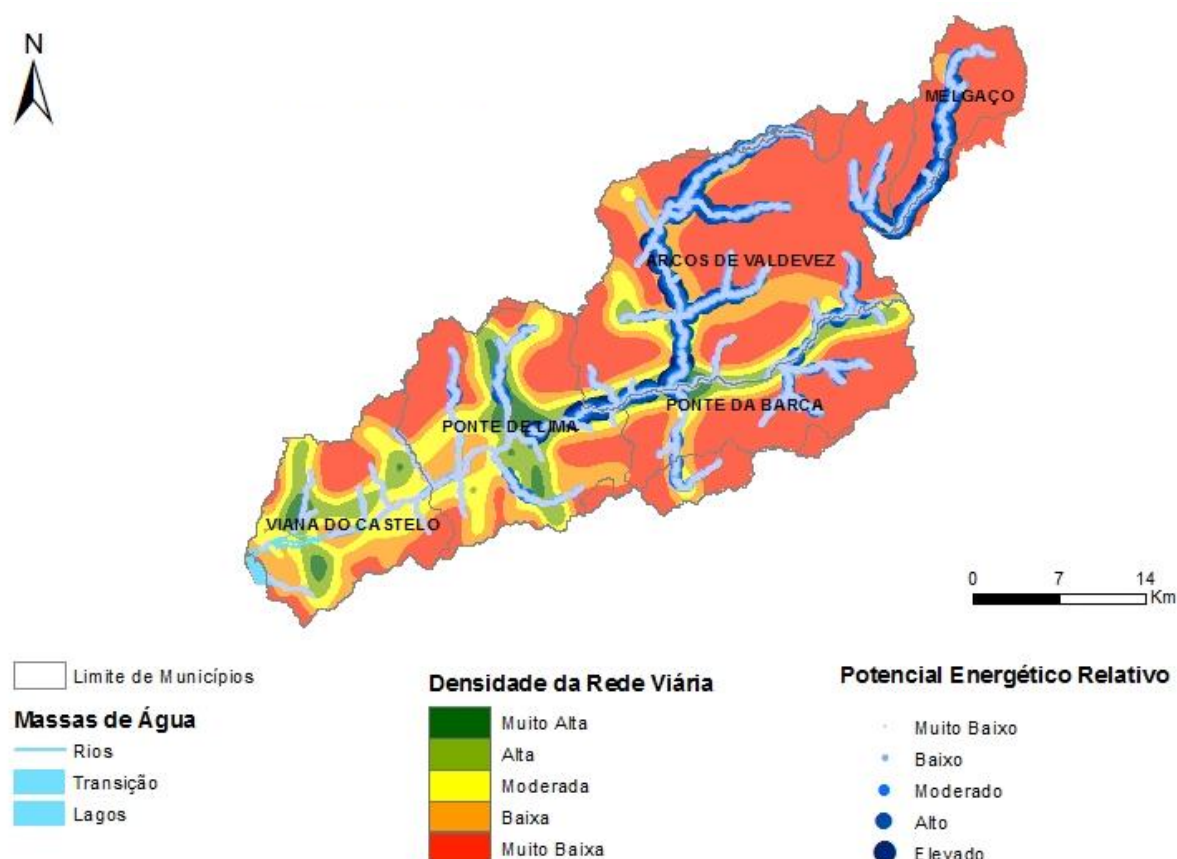 N
MELGAÇO
ARCOS DE VALDEVEZ
PONTE DA BARCA
PONTE DE LIMA
VIANA DO CASTELO
0 7 14
Km
Limite de Municípios
Massas de Água
Rios
Transição
Lagos
Densidade da Rede Viária
Muito Alta
Alta
Moderada
Baixa
Muito Baixa
Potencial Energético Relativo
Muito Baixo
Baixo
Moderado
Alto
Elevado